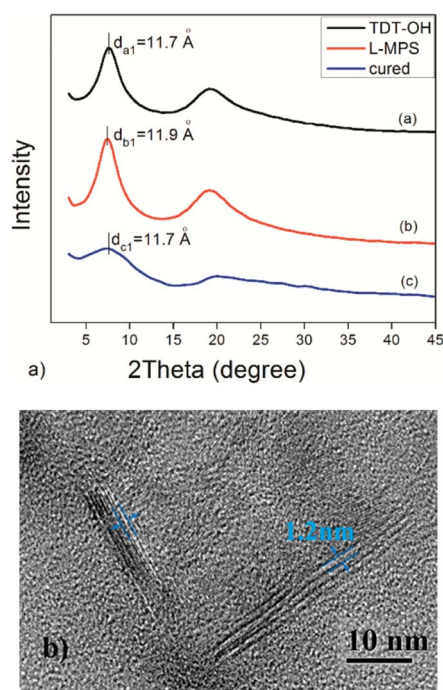 TDT-OH
L-MPS
cured
d_a1=11.7 Å
(a)
d_b1=11.9 Å
(b)
d_c1=11.7 Å
(c)
Intensity
5 10 15 20 25 30 35 40 45
a)
2Theta (degree)
1.2nm
b)
10 nm